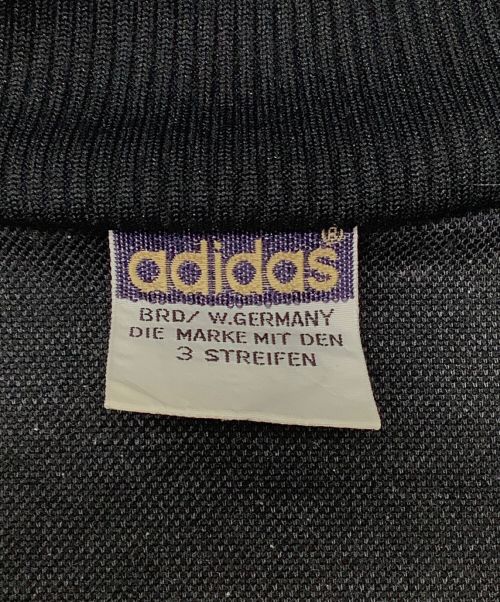 adidas®
BRD/ W.GERMANY
DIE MARKE MIT DEN
3 STREIFEN